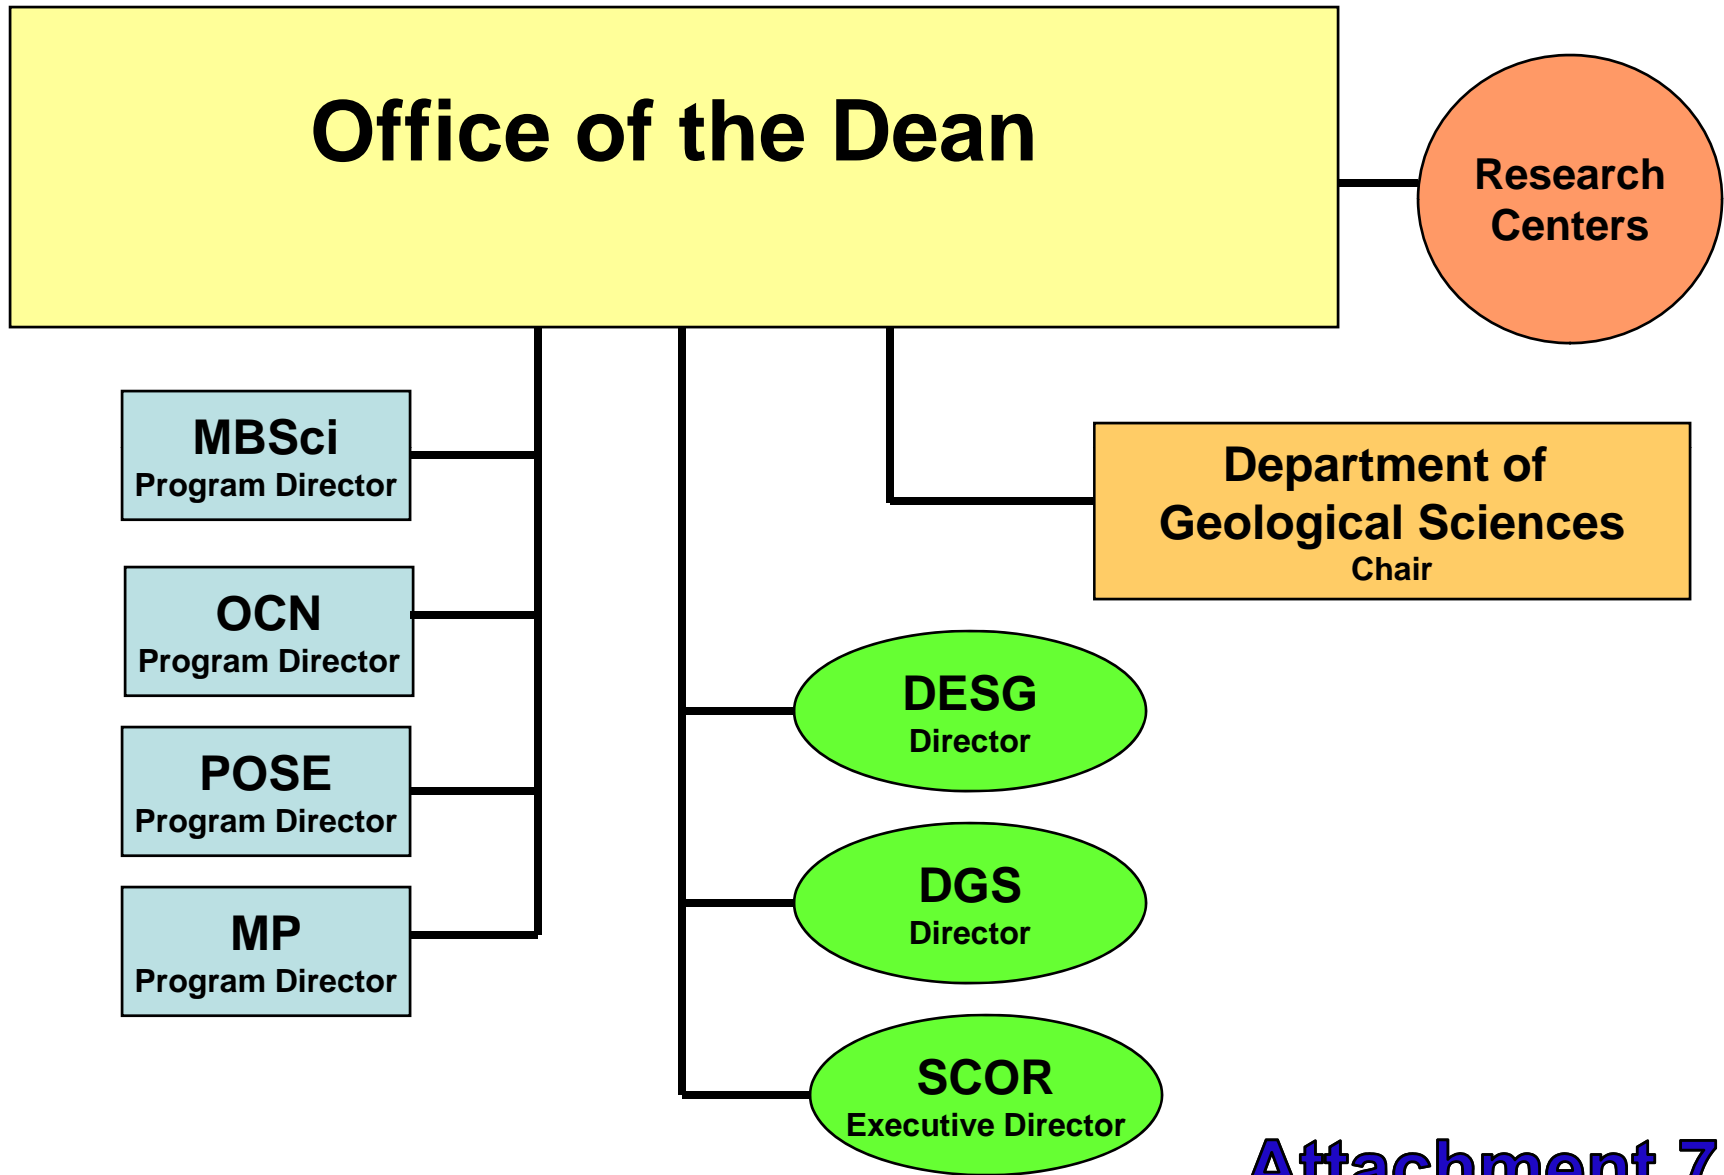 Office of the Dean
Research
Centers
MBSci
Program Director
OCN
Program Director
POSE
Program Director
MP
Program Director
Department of
Geological Sciences
Chair
DESG
Director
DGS
Director
SCOR
Executive Director
Attachment 7